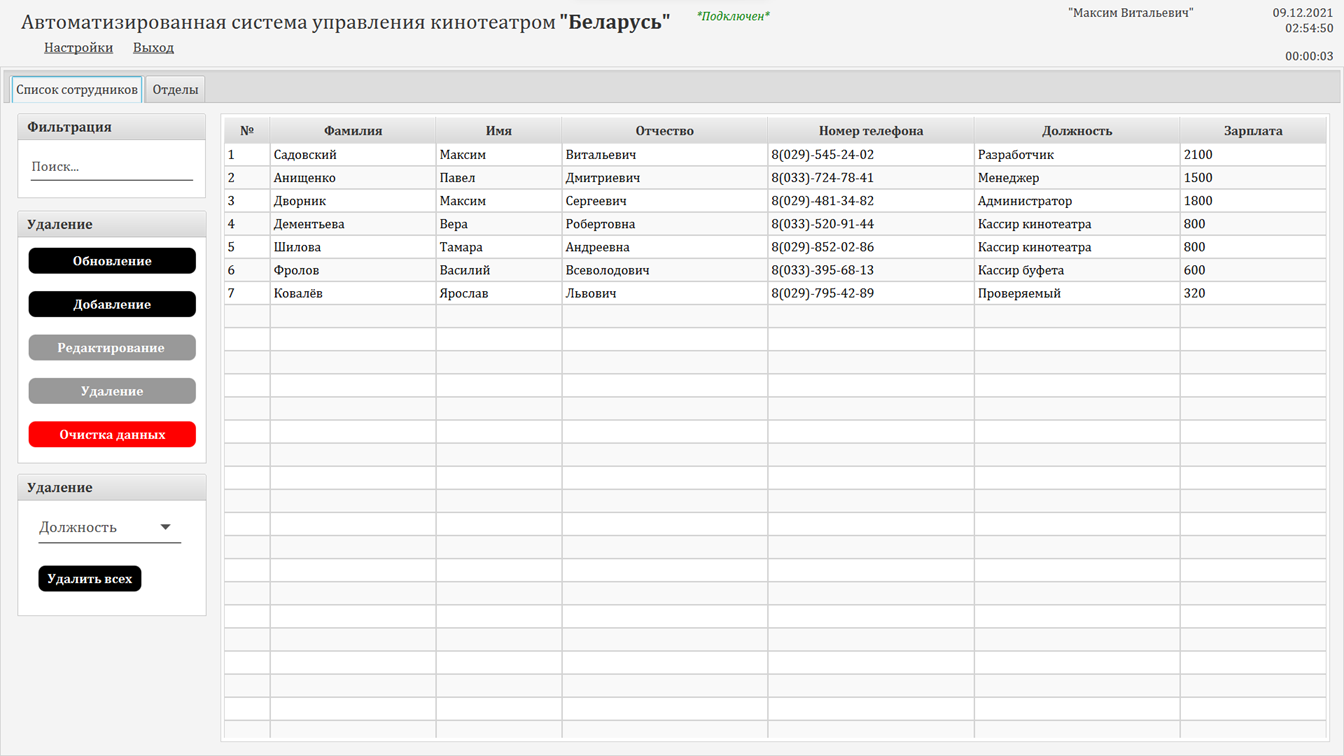 Автоматизированная система управления кинотеатром "Беларусь"
*Подключен*
"Максим Витальевич"
09.12.2021
02:54:50
00:00:03
Настройки Выход
Список сотрудников Отделы
Фильтрация
Поиск...
Удаление
Обновление
Добавление
Редактирование
Удаление
Очистка данных
Удаление
Должность
Удалить всех
№ Фамилия Имя Отчество Номер телефона Должность Зарплата
1 Садовский Максим Витальевич 8(029)-545-24-02 Разработчик 2100
2 Анищенко Павел Дмитриевич 8(033)-724-78-41 Менеджер 1500
3 Дворник Максим Сергеевич 8(029)-481-34-82 Администратор 1800
4 Дементьева Вера Робертовна 8(033)-520-91-44 Кассир кинотеатра 800
5 Шилова Тамара Андреевна 8(029)-852-02-86 Кассир кинотеатра 800
6 Фролов Василий Всеволодович 8(033)-395-68-13 Кассир буфета 600
7 Ковалёв Ярослав Львович 8(029)-795-42-89 Проверяемый 320